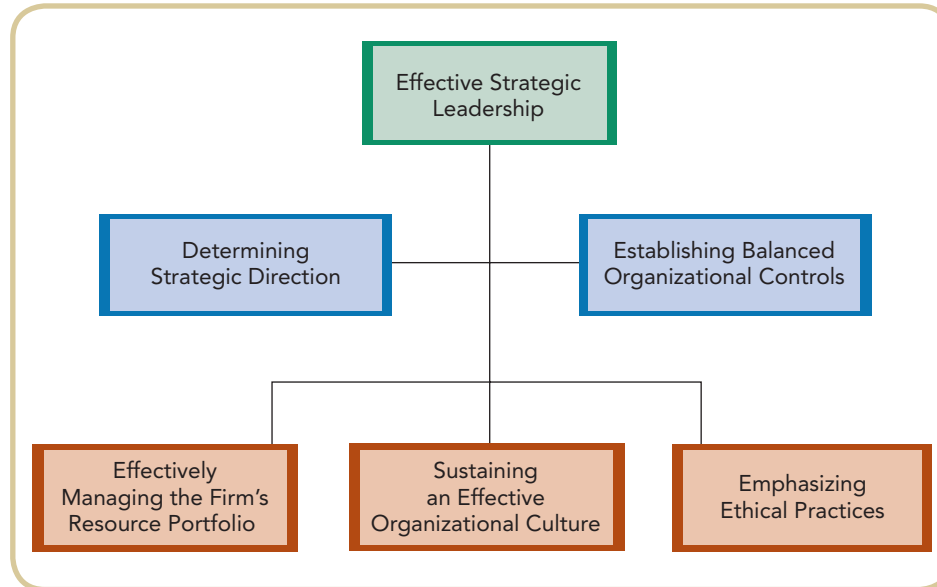 Effective Strategic
Leadership
Determining
Strategic Direction
Establishing Balanced
Organizational Controls
Effectively
Managing the Firm's
Resource Portfolio
Sustaining
an Effective
Organizational Culture
Emphasizing
Ethical Practices